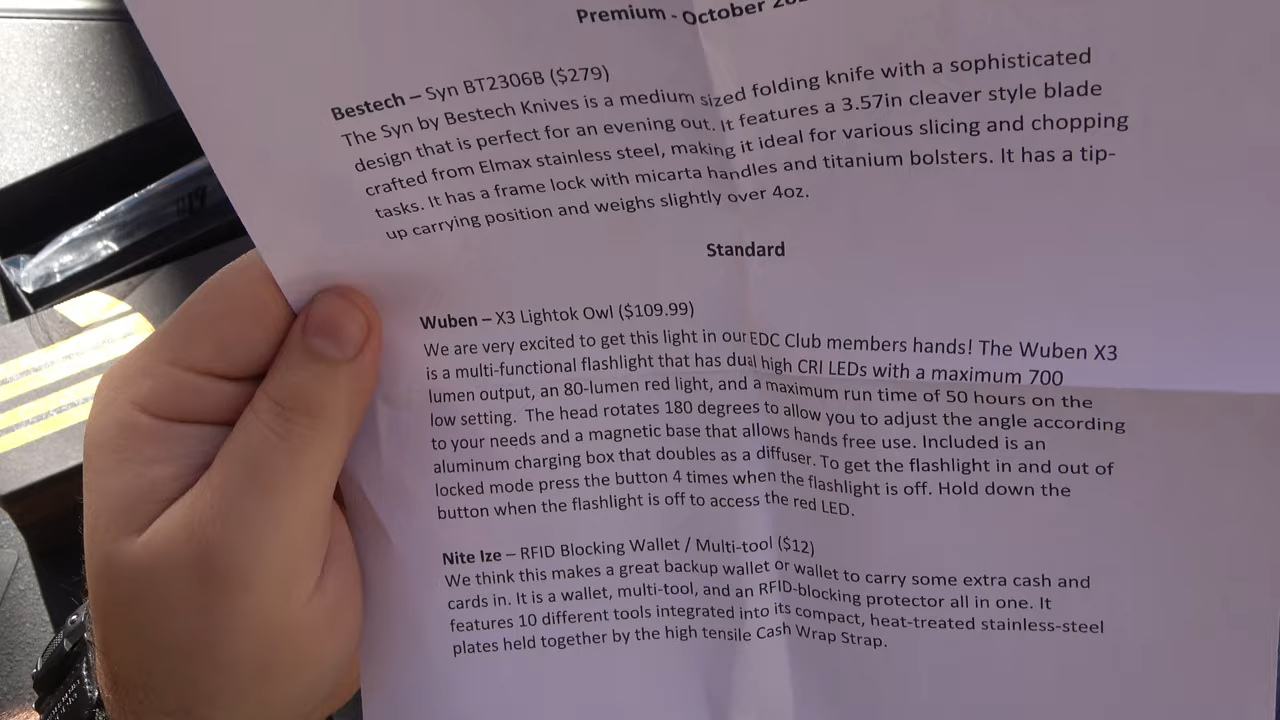 Premium - October
Bestech – Syn BT2306B ($279)
The Syn by Bestech Knives is a medium sized folding knife with a sophisticated
design that is perfect for an evening out. It features a 3.57in cleaver style blade
crafted from Elmax stainless steel, making it ideal for various slicing and chopping
tasks. It has a frame lock with micarta handles and titanium bolsters. It has a tip-
up carrying position and weighs slightly over 4oz.
Standard
Wuben – X3 Lightok Owl ($109.99)
We are very excited to get this light in our EDC Club members hands! The Wuben X3
is a multi-functional flashlight that has dual high CRI LEDs with a maximum 700
lumen output, an 80-lumen red light, and a maximum run time of 50 hours on the
low setting. The head rotates 180 degrees to allow you to adjust the angle according
to your needs and a magnetic base that allows hands free use. Included is an
aluminum charging box that doubles as a diffuser. To get the flashlight in and out of
locked mode press the button 4 times when the flashlight is off. Hold down the
button when the flashlight is off to access the red LED.
Nite Ize – RFID Blocking Wallet / Multi-tool ($12)
We think this makes a great backup wallet or wallet to carry some extra cash and
cards in. It is a wallet, multi-tool, and an RFID-blocking protector all in one. It
features 10 different tools integrated into its compact, heat-treated stainless-steel
plates held together by the high tensile Cash Wrap Strap.